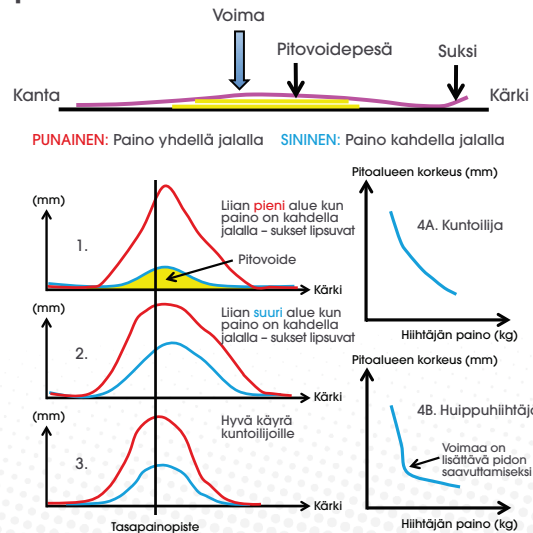 Voima
Pitovoidepesä
Suksi
Kanta
Kärki
PUNAINEN: Paino yhdellä jalalla SININEN: Paino kahdella jalalla
(mm)
1.
Liian pieni alue kun
paino on kahdella
jalalla – sukset lipsuvat
Pitovoide
Kärki
(mm)
2.
Liian suuri alue kun
paino on kahdella
jalalla – sukset lipsuvat
Kärki
(mm)
3.
Hyvä käyrä
kuntoilijoille
Kärki
Tasapainopiste
Pitoalueen korkeus (mm)
4A. Kuntoilija
Hiihtäjän paino (kg)
Pitoalueen korkeus (mm)
4B. Huippuhiihtäjä
Voimaa on
lisättävä pidon
saavuttamiseksi
Hiihtäjän paino (kg)